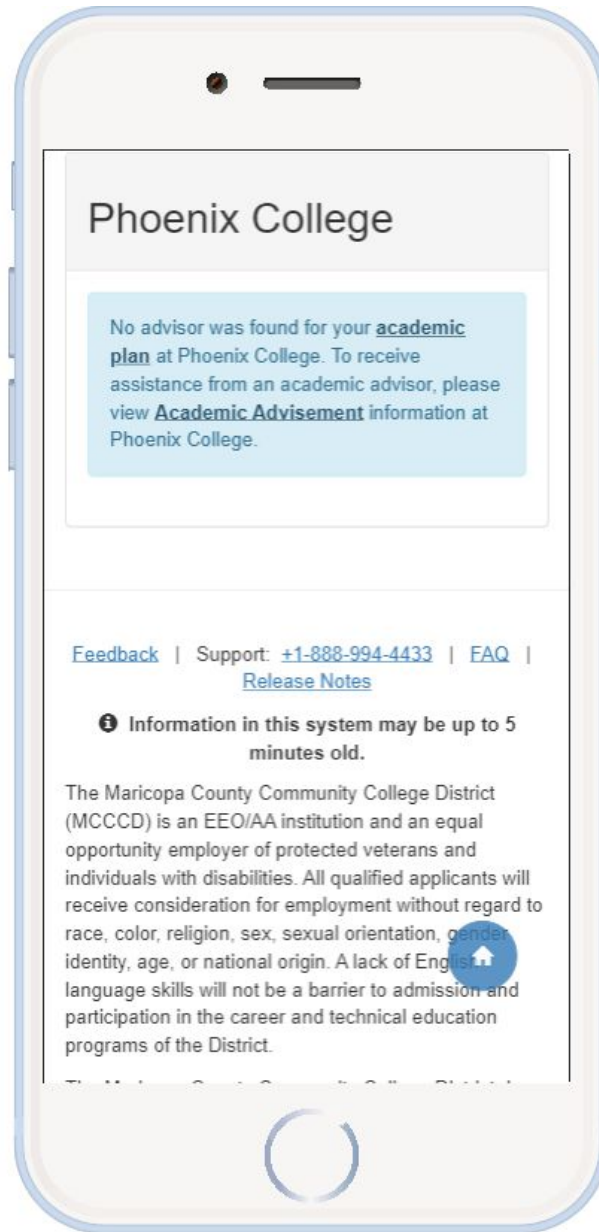 Phoenix College
No advisor was found for your academic
plan at Phoenix College. To receive
assistance from an academic advisor, please
view Academic Advisement information at
Phoenix College.
Feedback | Support: +1-888-994-4433 | FAQ |
Release Notes
Information in this system may be up to 5
minutes old.
The Maricopa County Community College District
(MCCCD) is an EEO/AA institution and an equal
opportunity employer of protected veterans and
individuals with disabilities. All qualified applicants will
receive consideration for employment without regard to
race, color, religion, sex, sexual orientation, gender
identity, age, or national origin. A lack of English
language skills will not be a barrier to admission and
participation in the career and technical education
programs of the District.